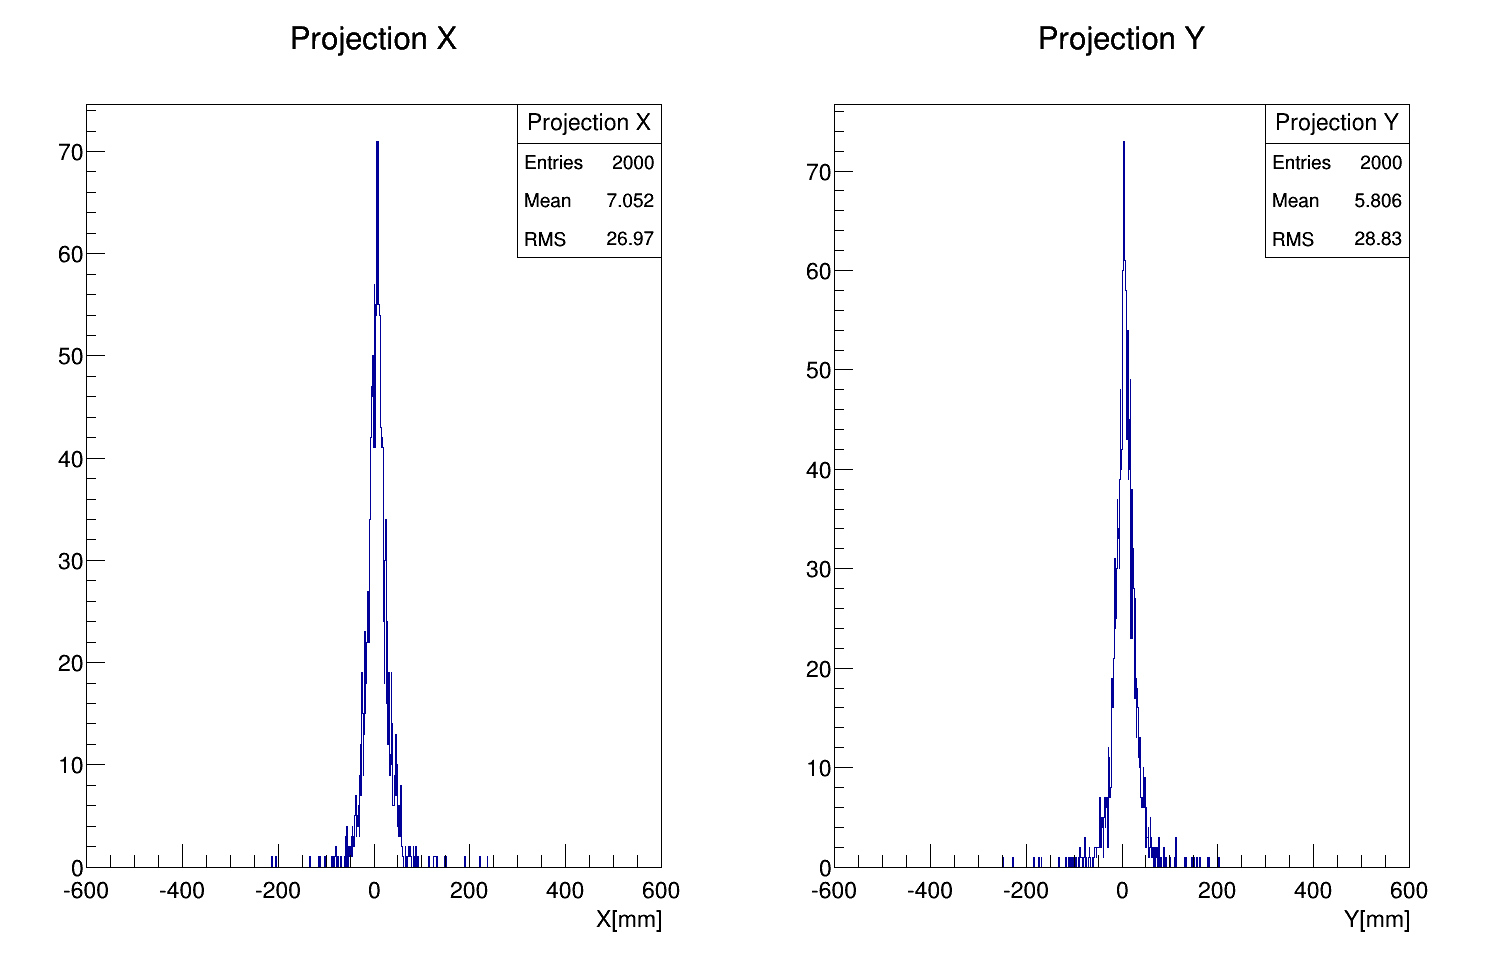 Projection X
Projection X
Entries 2000
Mean 7.052
RMS 26.97
70
60
50
40
30
20
10
0
-600 -400 -200 0 200 400 600
X[mm]
Projection Y
Projection Y
Entries 2000
Mean 5.806
RMS 28.83
70
60
50
40
30
20
10
0
-600 -400 -200 0 200 400 600
Y[mm]